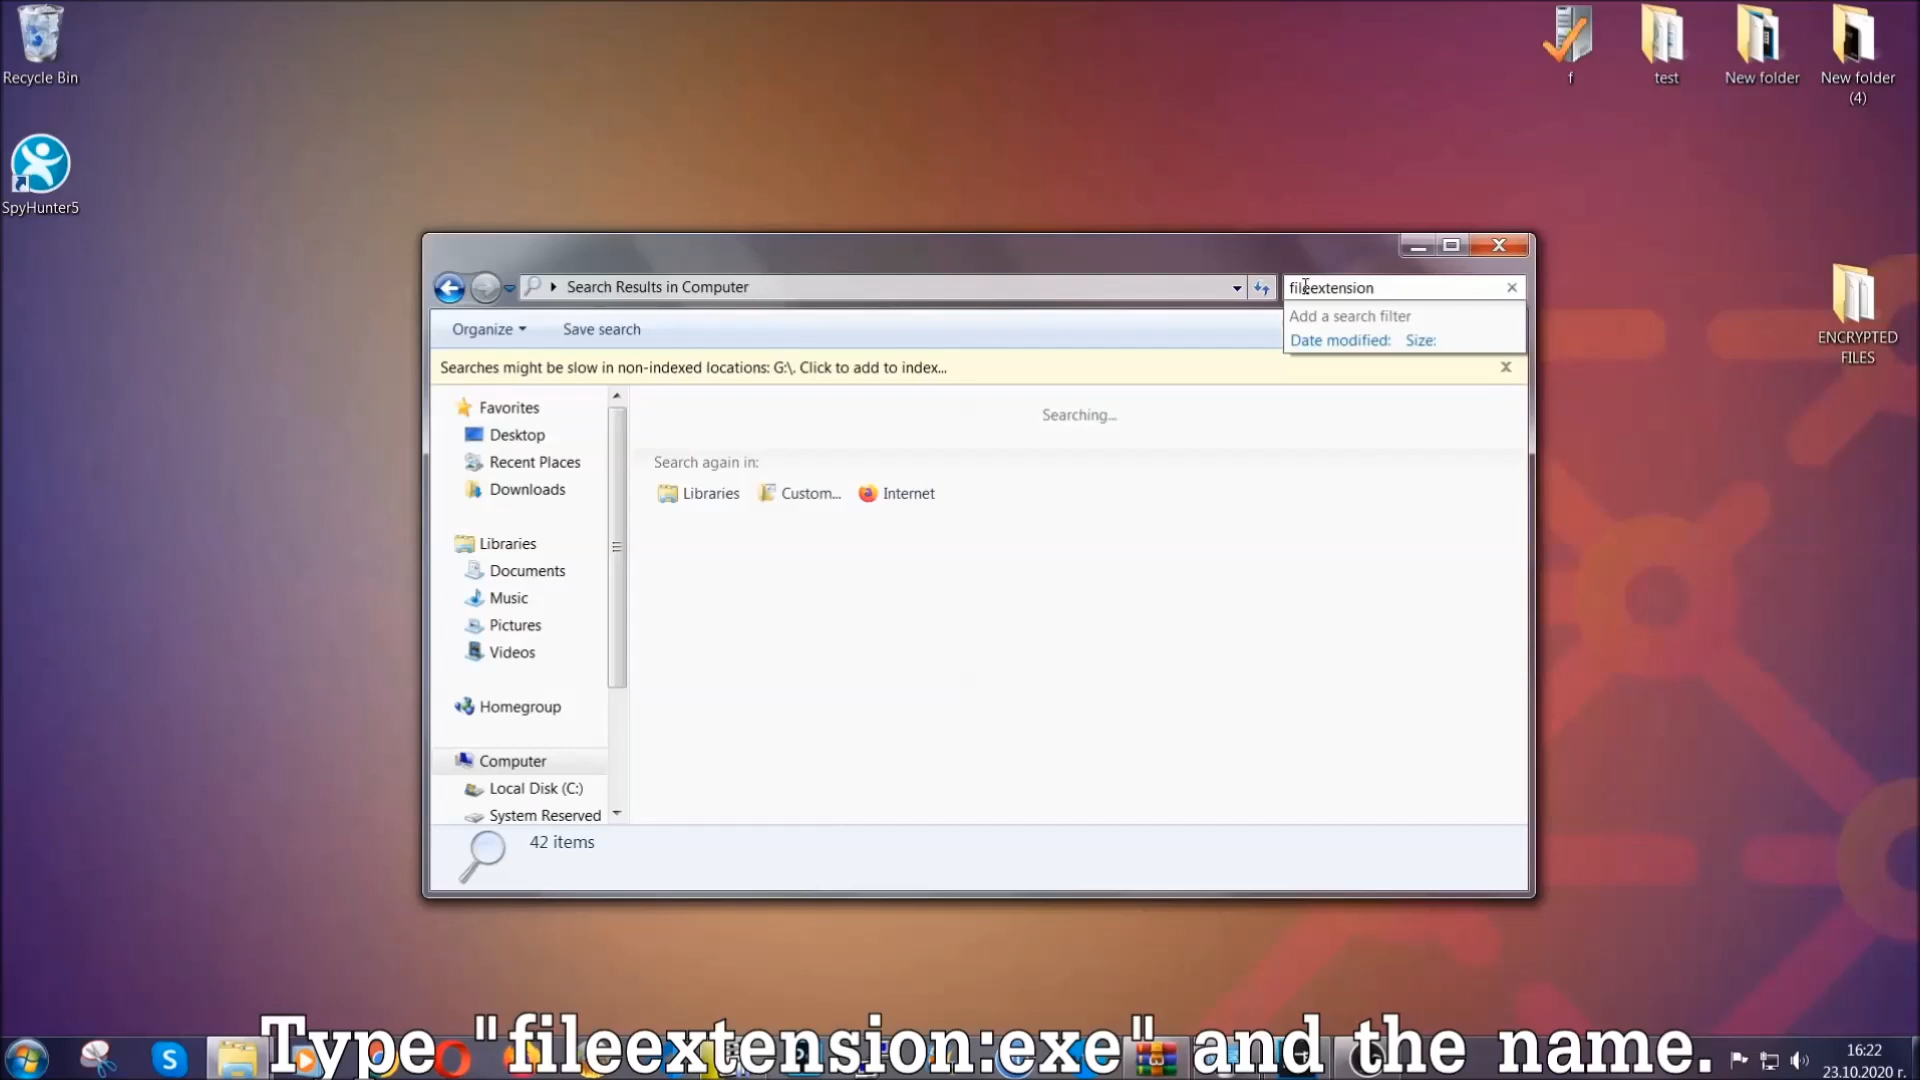 Recycle Bin
SpyHunter5
f
test
New folder
New folder
(4)
ENCRYPTED
FILES
Search Results in Computer
fileextension
Add a search filter
Date modified: Size:
Organize
Save search
Searches might be slow in non-indexed locations: G:\. Click to add to index...
Favorites
Desktop
Recent Places
Downloads
Libraries
Documents
Music
Pictures
Videos
Homegroup
Computer
Local Disk (C:)
System Reserved
Searching...
Search again in:
Libraries
Custom...
Internet
42 items
Type "fileextension:exe" and the name.
16:22
23.10.2020 г.